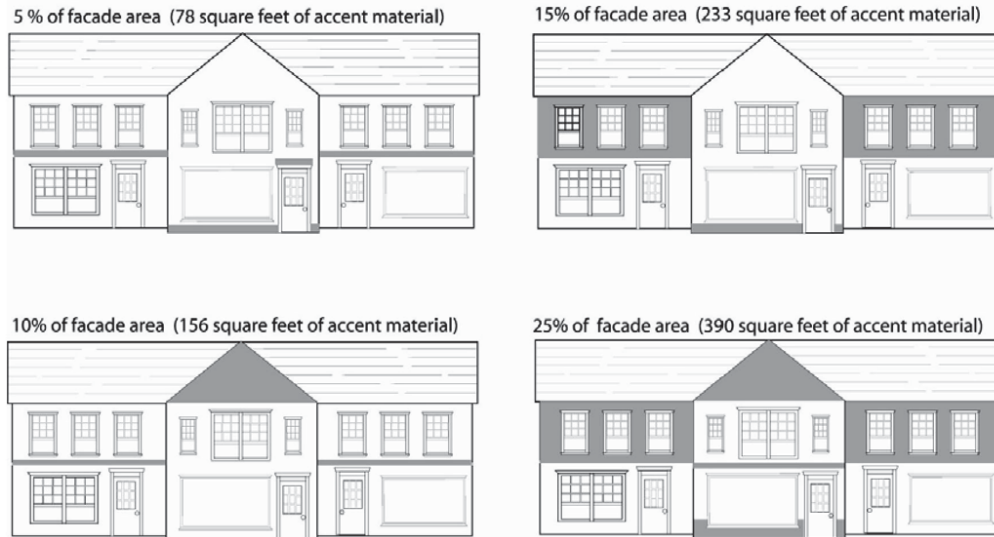 5 % of facade area (78 square feet of accent material)
15% of facade area (233 square feet of accent material)
10% of facade area (156 square feet of accent material)
25% of facade area (390 square feet of accent material)